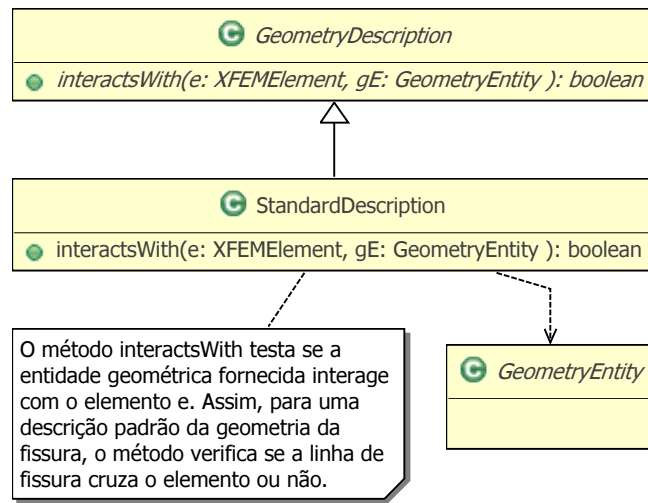 C GeometryDescription
interactsWith(e: XFEMElement, gE: GeometryEntity ): boolean
C StandardDescription
interactsWith(e: XFEMElement, gE: GeometryEntity ): boolean
O método interactsWith testa se a
entidade geométrica fornecida interage
com o elemento e. Assim, para uma
descrição padrão da geometria da
fissura, o método verifica se a linha de
fissura cruza o elemento ou não.
C GeometryEntity